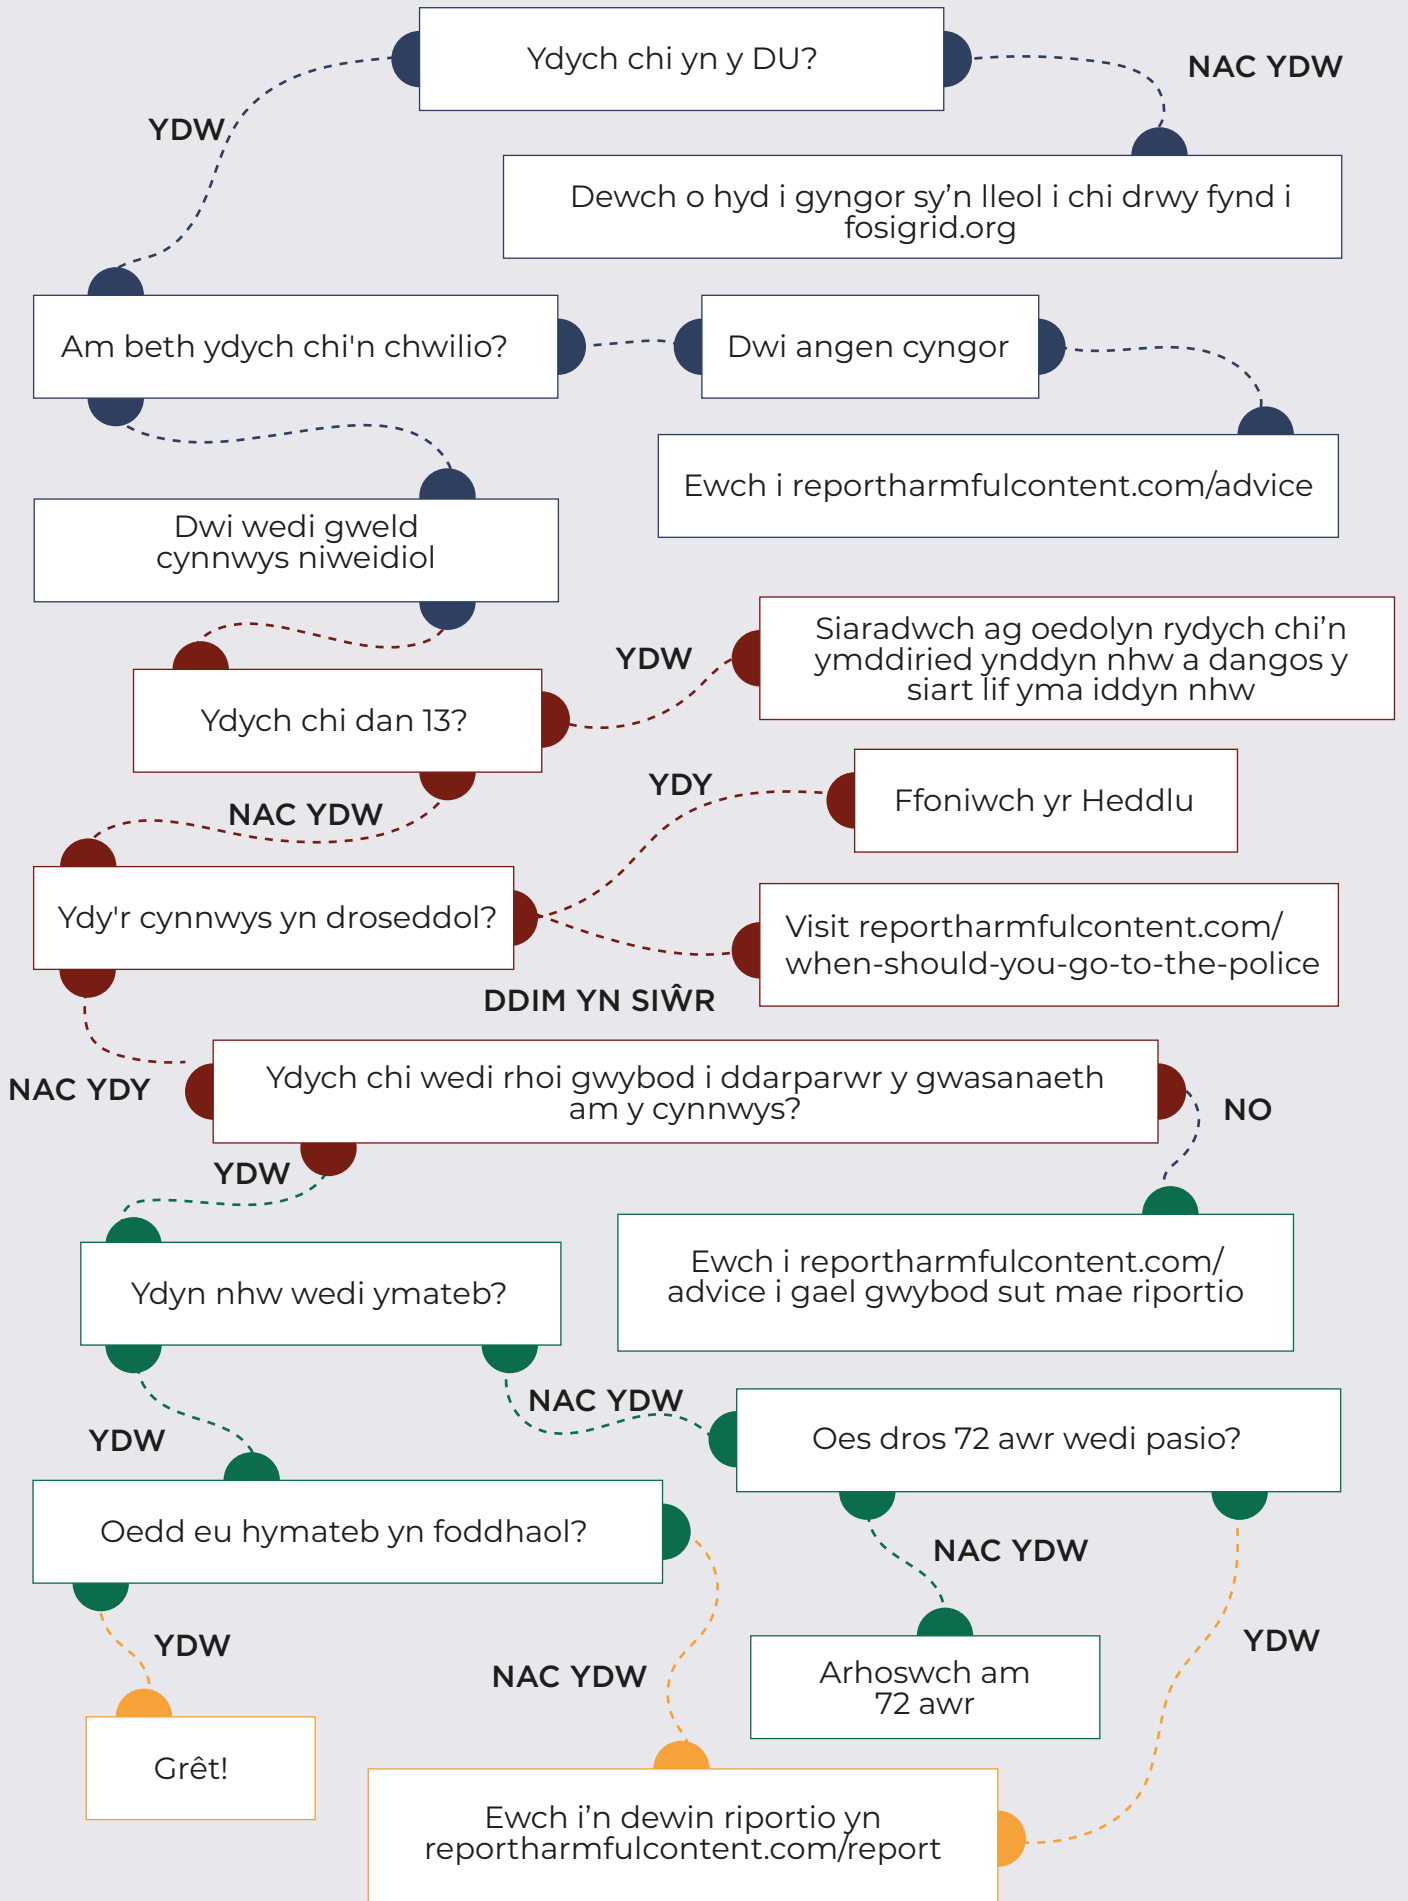 Ydych chi yn y DU?
NAC YDW
YDW
Dewch o hyd i gyngor sy’n lleol i chi drwy fynd i
fosigrid.org
Am beth ydych chi'n chwilio?
Dwi angen cyngor
Ewch i reportharmfulcontent.com/advice
Dwi wedi gweld
cynnwys niweidiol
Ydych chi dan 13?
YDW
Siaradwch ag oedolyn rydych chi’n
ymddiried ynddyn nhw a dangos y
siart lif yma iddyn nhw
NAC YDW
YDY
Ffoniwch yr Heddlu
Ydy'r cynnwys yn droseddol?
Visit reportharmfulcontent.com/
when-should-you-go-to-the-police
DDIM YN SIŴR
NAC YDY
Ydych chi wedi rhoi gwybod i ddarparwr y gwasanaeth
am y cynnwys?
NO
YDW
Ewch i reportharmfulcontent.com/
advice i gael gwybod sut mae riportio
Ydyn nhw wedi ymateb?
NAC YDW
YDW
Oes dros 72 awr wedi pasio?
Oedd eu hymateb yn foddhaol?
NAC YDW
YDW
YDW
NAC YDW
Arhoswch am
72 awr
Grêt!
Ewch i’n dewin riportio yn
reportharmfulcontent.com/report